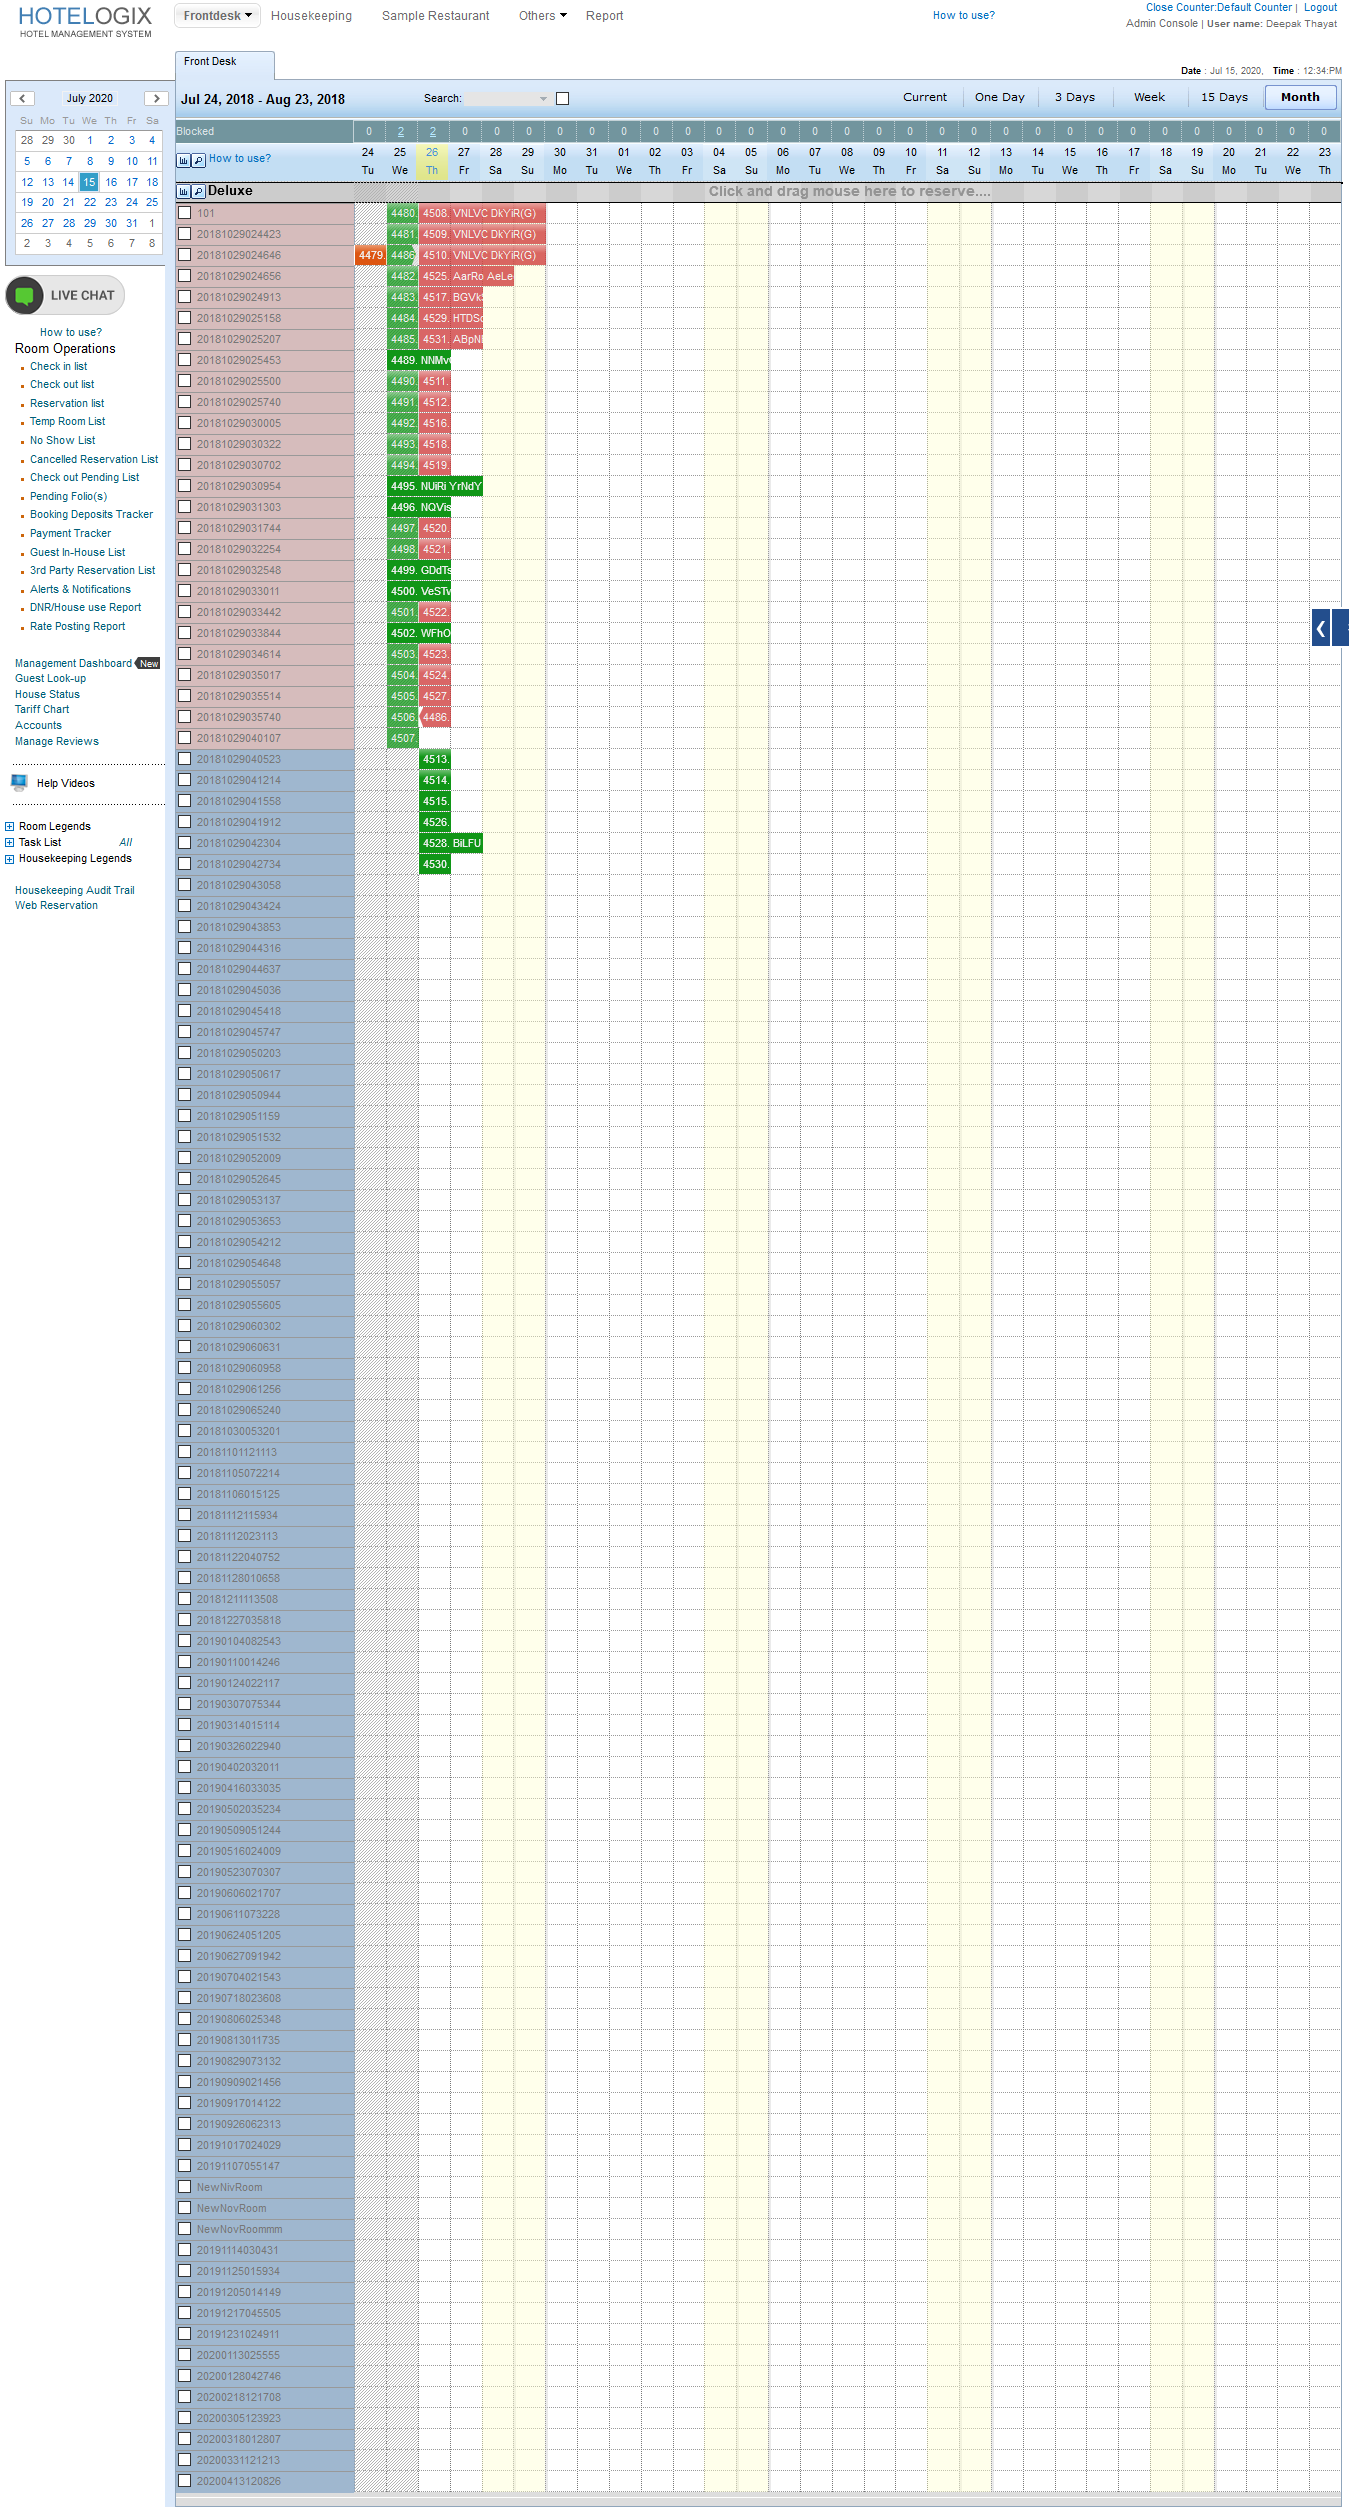 HOTELOGIX
HOTEL MANAGEMENT SYSTEM
Frontdesk Housekeeping Sample Restaurant Others Report
How to use?
Close Counter:Default Counter | Logout
Admin Console | User name: Deepak Thayat
Front Desk
Date : Jul 15, 2020, Time : 12:34:PM
July 2020
Su Mo Tu We Th Fr Sa
28 29 30 1 2 3 4
5 6 7 8 9 10 11
12 13 14 15 16 17 18
19 20 21 22 23 24 25
26 27 28 29 30 31 1
2 3 4 5 6 7 8
LIVE CHAT
How to use?
Room Operations
Check in list
Check out list
Reservation list
Temp Room List
No Show List
Cancelled Reservation List
Check out Pending List
Pending Folio(s)
Booking Deposits Tracker
Payment Tracker
Guest In-House List
3rd Party Reservation List
Alerts & Notifications
DNR/House use Report
Rate Posting Report
Management Dashboard New
Guest Look-up
House Status
Tariff Chart
Accounts
Manage Reviews
Help Videos
Room Legends
Task List All
Housekeeping Legends
Housekeeping Audit Trail
Web Reservation
Jul 24, 2018 - Aug 23, 2018 Search: Current One Day 3 Days Week 15 Days Month
Blocked 0 2 2 0 0 0 0 0 0 0 0 0 0 0 0 0 0 0 0 0 0 0 0 0 0 0 0 0 0 0 0
24 25 26 27 28 29 30 31 01 02 03 04 05 06 07 08 09 10 11 12 13 14 15 16 17 18 19 20 21 22 23
How to use?
Tu We Th Fr Sa Su Mo Tu We Th Fr Sa Su Mo Tu We Th Fr Sa Su Mo Tu We Th Fr Sa Su Mo Tu We Th
Deluxe Click and drag mouse here to reserve....
101 4480. 4508. VNLVC DkYiR(G)
20181029024423 4481. 4509. VNLVC DkYiR(G)
20181029024646 4479. 4486 4510. VNLVC DkYiR(G)
20181029024656 4482. 4525. AarRo AeLe
20181029024913 4483. 4517. BGVk
20181029025158 4484. 4529. HTDS
20181029025207 4485. 4531. ABpN
20181029025453 4489. NNMv
20181029025500 4490. 4511.
20181029025740 4491. 4512.
20181029030005 4492. 4516.
20181029030322 4493. 4518.
20181029030702 4494. 4519.
20181029030954 4495. NUiRi YrNdY
20181029031303 4496. NQVis
20181029031744 4497. 4520.
20181029032254 4498. 4521.
20181029032548 4499. GDdTs
20181029033011 4500. VeSTv
20181029033442 4501. 4522.
20181029033844 4502. WFhO
20181029034614 4503. 4523.
20181029035017 4504. 4524.
20181029035514 4505. 4527.
20181029035740 4506. 4486.
20181029040107 4507.
20181029040523 4513.
20181029041214 4514.
20181029041558 4515.
20181029041912 4526.
20181029042304 4528. BiLFU
20181029042734 4530.
20181029043058
20181029043424
20181029043853
20181029044316
20181029044637
20181029045036
20181029045418
20181029045747
20181029050203
20181029050617
20181029050944
20181029051159
20181029051532
20181029052009
20181029052645
20181029053137
20181029053653
20181029054212
20181029054648
20181029055057
20181029055605
20181029060302
20181029060631
20181029060958
20181029061256
20181029065240
20181030053201
20181101121113
20181105072214
20181106015125
20181112115934
20181112023113
20181122040752
20181128010658
20181211113508
20181227035818
20190104082543
20190110014246
20190124022117
20190307075344
20190314015114
20190326022940
20190402032011
20190416033035
20190502035234
20190509051244
20190516024009
20190523070307
20190606021707
20190611073228
20190624051205
20190627091942
20190704021543
20190718023608
20190806025348
20190813011735
20190829073132
20190909021456
20190917014122
20190926062313
20191017024029
20191107055147
NewNivRoom
NewNovRoom
NewNovRoommm
20191114030431
20191125015934
20191205014149
20191217045505
20191231024911
20200113025555
20200128042746
20200218121708
20200305123923
20200318012807
20200331121213
20200413120826